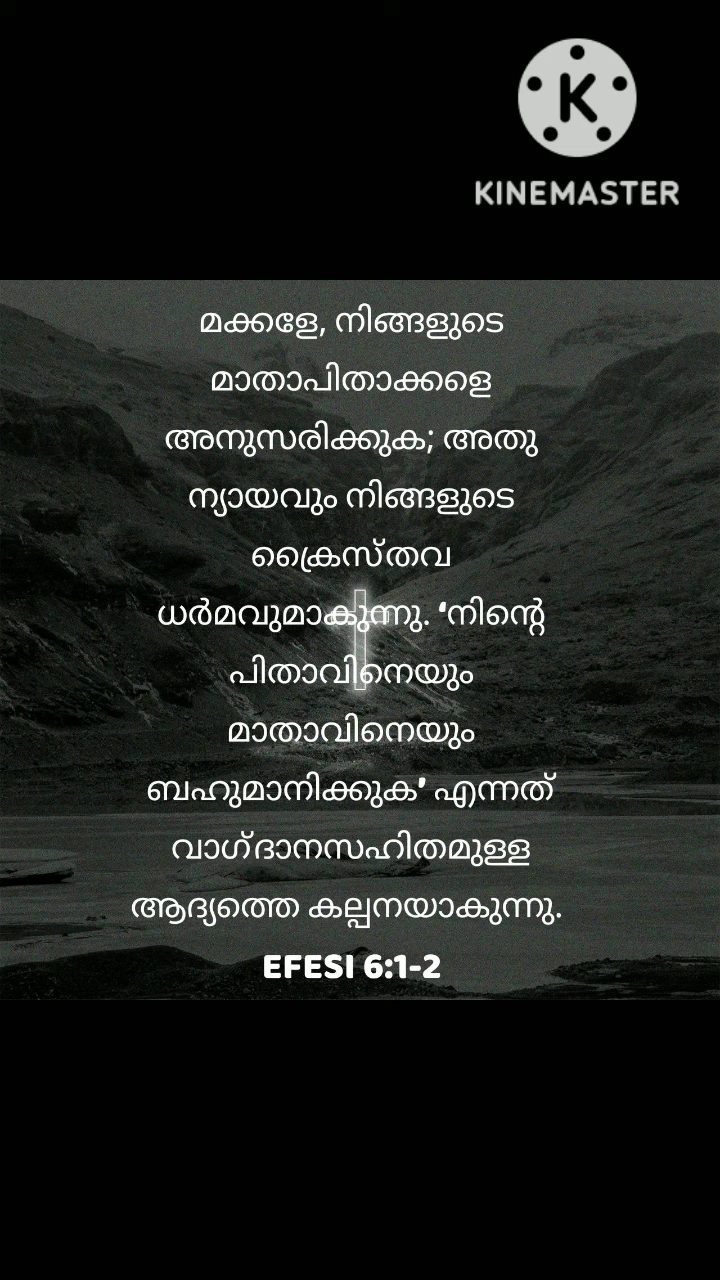 K
KINEMASTER
മക്കളേ, നിങ്ങളുടെ
മാതാപിതാക്കളെ
അനുസരിക്കുക; അതു
ന്യായവും നിങ്ങളുടെ
ക്രൈസ്തവ
ധർമവുമാകുന്നു. ‘നിന്റെ
പിതാവിനെയും
മാതാവിനെയും
ബഹുമാനിക്കുക’ എന്നത്
വാഗ്ദാനസഹിതമുള്ള
ആദ്യത്തെ കല്പനയാകുന്നു.
EFESI 6:1-2